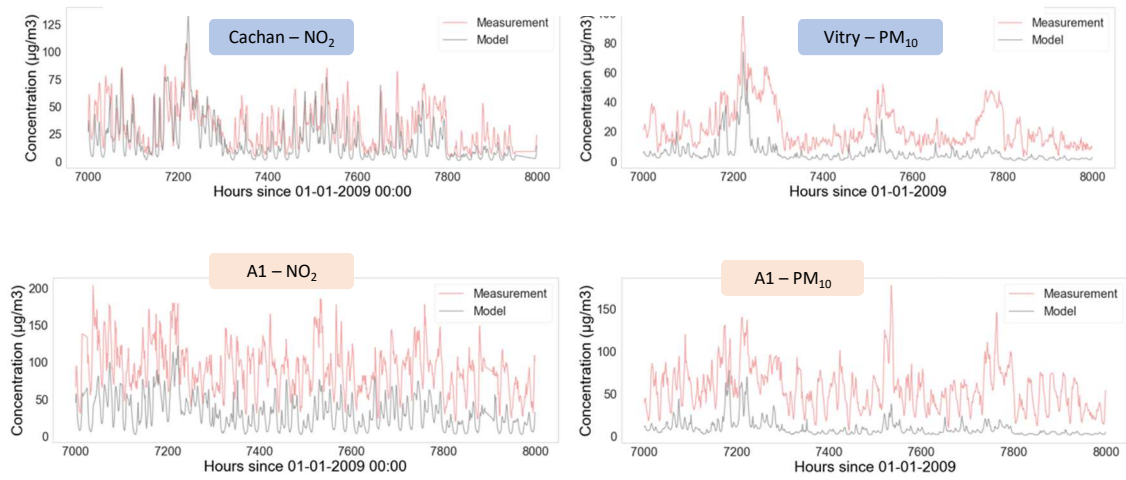 Cachan – NO2
Measurement
Model
Concentration (µg/m3)
125
100
75
50
25
0
7000 7200 7400 7600 7800 8000
Hours since 01-01-2009 00:00
Vitry – PM10
Measurement
Model
Concentration (µg/m3)
80
60
40
20
0
7000 7200 7400 7600 7800 8000
Hours since 01-01-2009
A1 – NO2
Measurement
Model
Concentration (µg/m3)
200
150
100
50
0
7000 7200 7400 7600 7800 8000
Hours since 01-01-2009 00:00
A1 – PM10
Measurement
Model
Concentration (µg/m3)
150
100
50
0
7000 7200 7400 7600 7800 8000
Hours since 01-01-2009